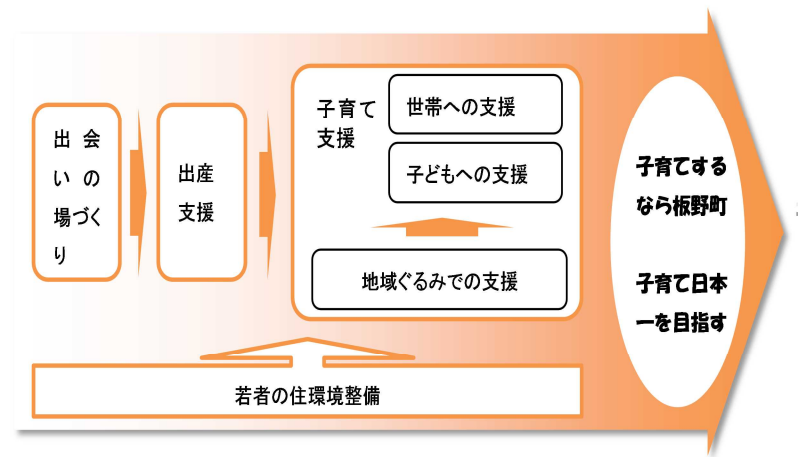 出会
いの
場づく
り
出産
支援
子育て
支援
世帯への支援
子どもへの支援
地域ぐるみでの支援
若者の住環境整備
子育てする
なら板野町
子育て日本
一を目指す